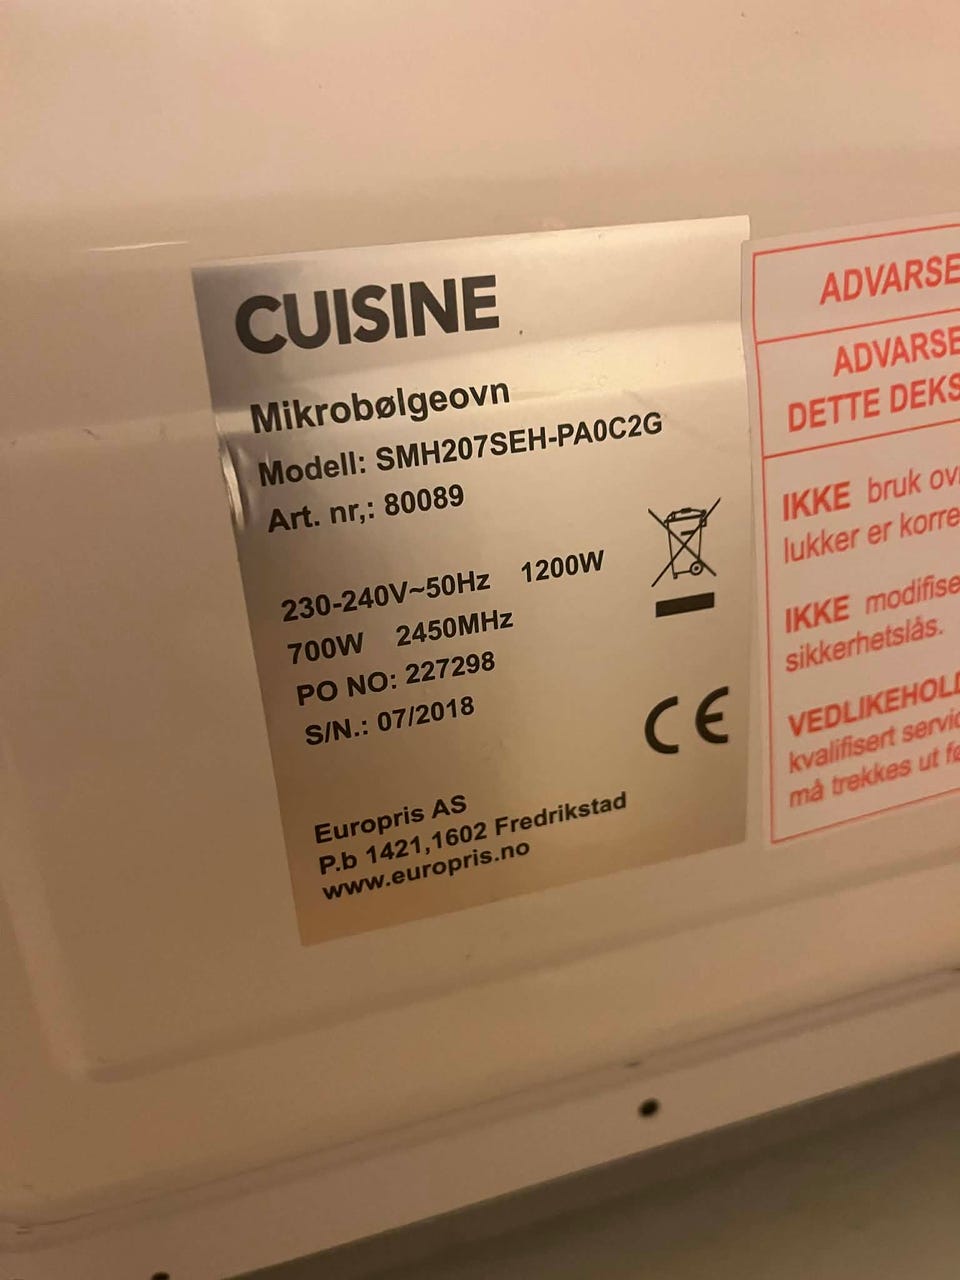 CUISINE
Mikrobølgeovn
Modell: SMH207SEH-PA0C2G
Art. nr,: 80089
230-240V~50Hz 1200W
700W 2450MHz
PO NO: 227298
S/N.: 07/2018
CE
Europris AS
P.b 1421,1602 Fredrikstad
www.europris.no
ADVARSE
ADVARSE
DETTE DEKS
IKKE bruk ov
lukker er korre
IKKE modifise
sikkerhetslås.
VEDLIKEHOLD
kvalifisert servic
må trekkes ut fø